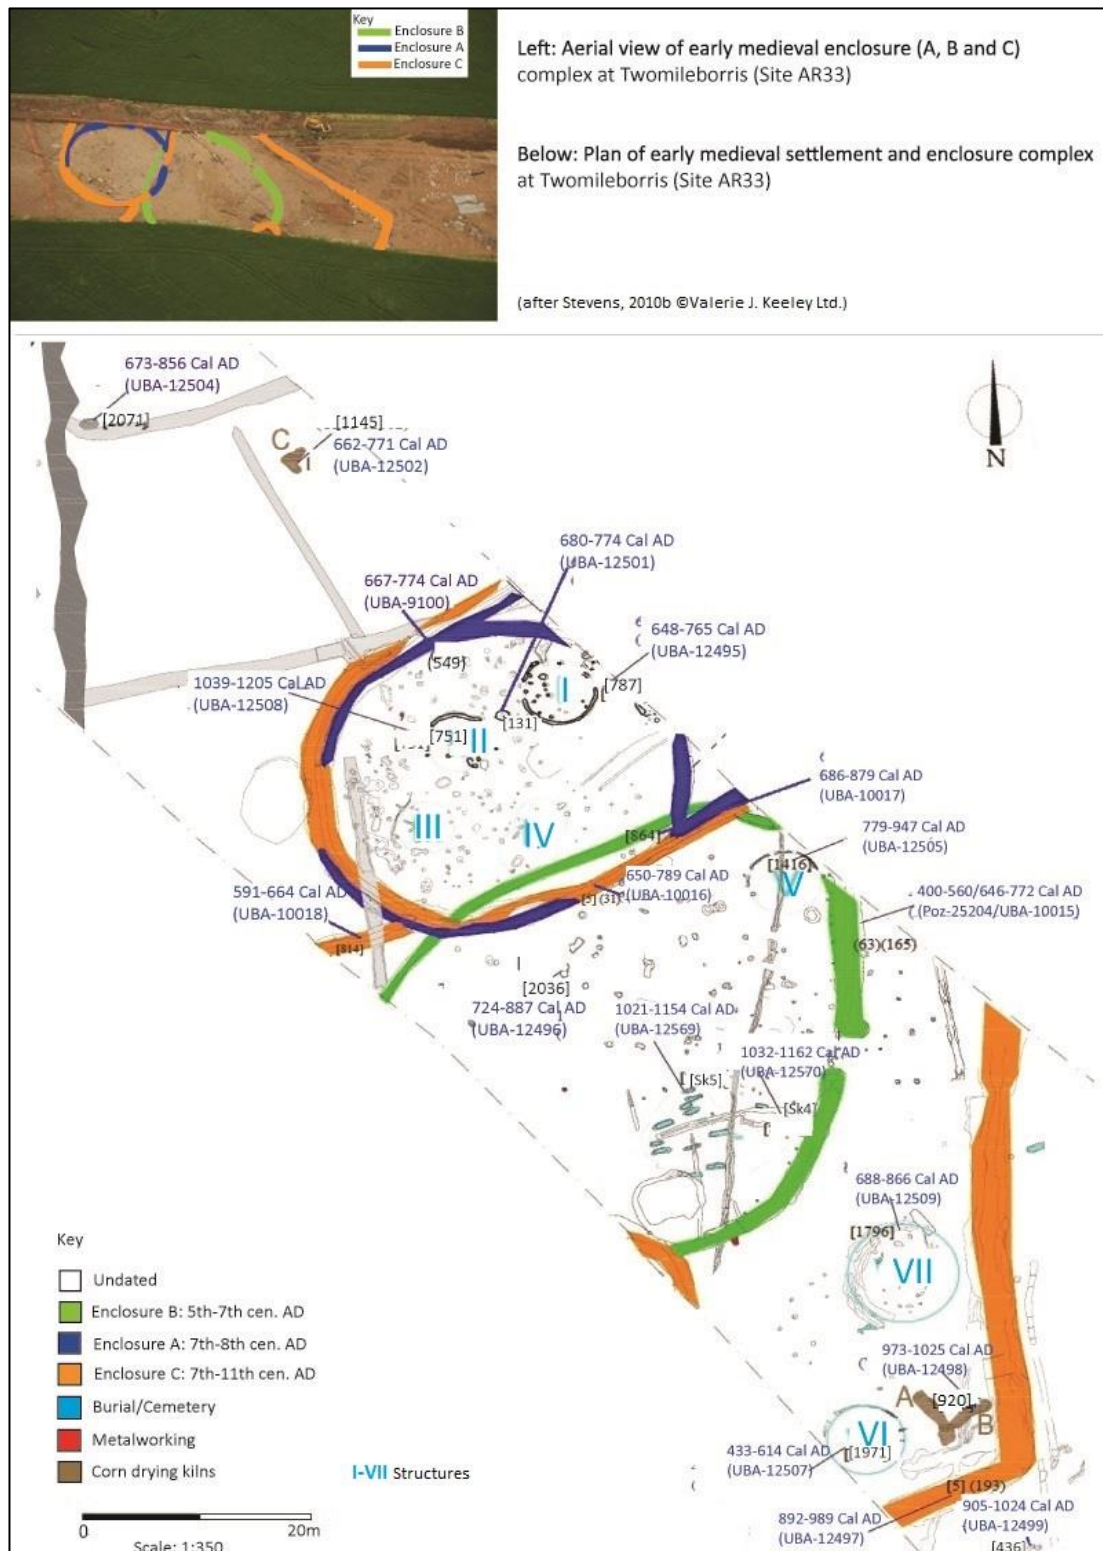 Key
Enclosure B
Enclosure A
Enclosure C
Left: Aerial view of early medieval enclosure (A, B and C)
complex at Twomileborris (Site AR33)
Below: Plan of early medieval settlement and enclosure complex
at Twomileborris (Site AR33)
(after Stevens, 2010b ©Valerie J. Keeley Ltd.)
673-856 Cal AD
(UBA-12504)
[2071]
[1145]
C
662-771 Cal AD
(UBA-12502)
N
680-774 Cal AD
(UBA-12501)
667-774 Cal AD
(UBA-9100)
648-765 Cal AD
(UBA-12495)
(549)
1039-1205 Cal AD
(UBA-12508)
I
[787]
[131]
[751]
II
686-879 Cal AD
(UBA-10017)
III
IV
[864]
779-947 Cal AD
(UBA-12505)
[1416]
V
591-664 Cal AD
(UBA-10018)
650-789 Cal AD
(UBA-10016)
[3] (31)
400-560/646-772 Cal AD
(Poz-25204/UBA-10015)
[814]
(63)(165)
[2036]
724-887 Cal AD
(UBA-12496)
1021-1154 Cal AD
(UBA-12569)
1032-1162 Cal AD
(UBA-12570)
[Sk5]
[Sk4]
688-866 Cal AD
(UBA-12509)
[1796]
VII
973-1025 Cal AD
(UBA-12498)
A
[920]
B
VI
433-614 Cal AD
(UBA-12507)
[1971]
[5] (193)
892-989 Cal AD
(UBA-12497)
905-1024 Cal AD
(UBA-12499)
[436]
Key
Undated
Enclosure B: 5th-7th cen. AD
Enclosure A: 7th-8th cen. AD
Enclosure C: 7th-11th cen. AD
Burial/Cemetery
Metalworking
Corn drying kilns
I-VII Structures
0 20m
Scale: 1:350